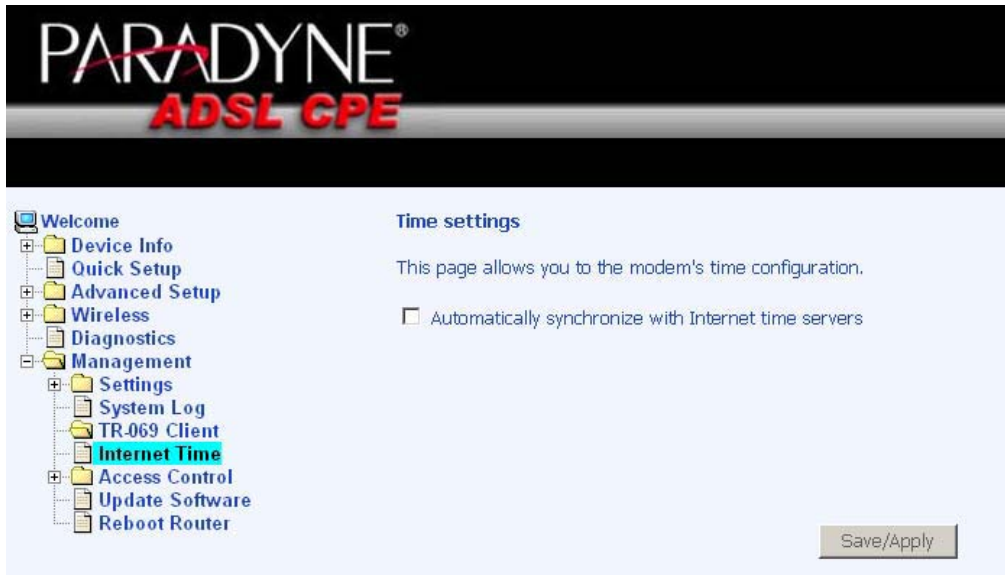 PARADYNE®
ADSL CPE
Welcome
Device Info
Quick Setup
Advanced Setup
Wireless
Diagnostics
Management
Settings
System Log
TR-069 Client
Internet Time
Access Control
Update Software
Reboot Router
Time settings
This page allows you to the modem's time configuration.
Automatically synchronize with Internet time servers
Save/Apply